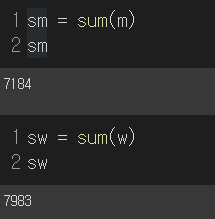 1 sm = sum(m)
2 sm
7184
1 sw = sum(w)
2 sw
7983